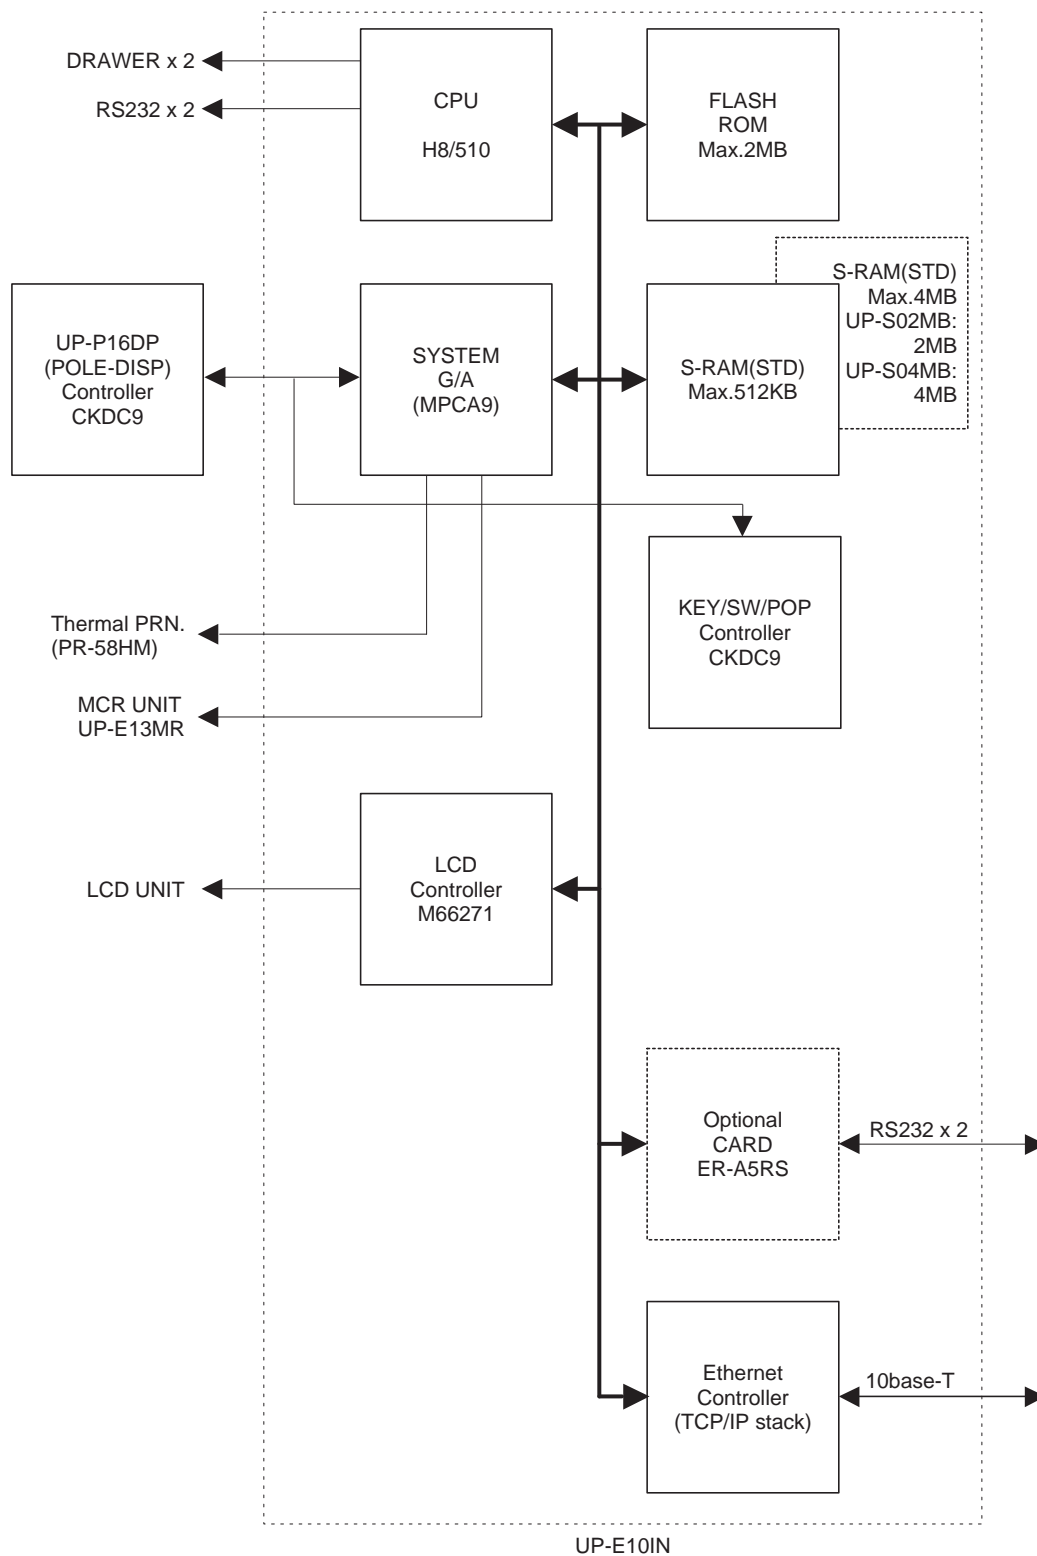 DRAWER x 2
RS232 x 2
CPU
H8/510
FLASH
ROM
Max.2MB
UP-P16DP
(POLE-DISP)
Controller
CKDC9
SYSTEM
G/A
(MPCA9)
S-RAM(STD)
Max.512KB
S-RAM(STD)
Max.4MB
UP-S02MB:
2MB
UP-S04MB:
4MB
KEY/SW/POP
Controller
CKDC9
Thermal PRN.
(PR-58HM)
MCR UNIT
UP-E13MR
LCD UNIT
LCD
Controller
M66271
Optional
CARD
ER-A5RS
RS232 x 2
Ethernet
Controller
(TCP/IP stack)
10base-T
UP-E10IN